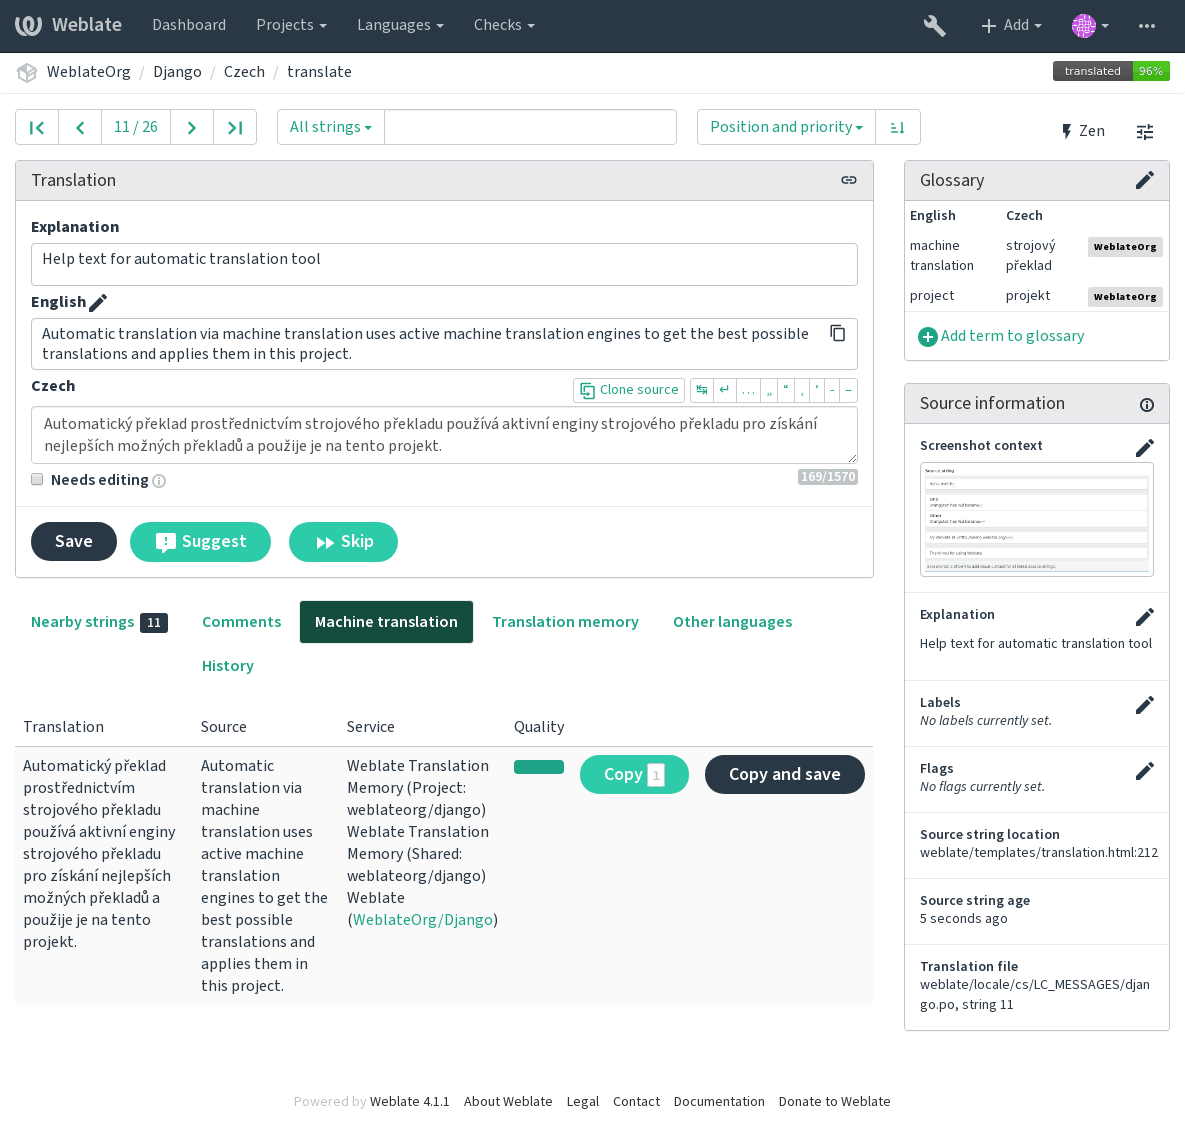 Weblate Dashboard Projects Languages Checks Add
WeblateOrg / Django / Czech / translate
translated 96%
11 / 26 All strings Position and priority Zen
Translation
Explanation
Help text for automatic translation tool
English
Automatic translation via machine translation uses active machine translation engines to get the best possible
translations and applies them in this project.
Czech
Clone source ↹ ↵ … „ “ ‚ ‘ - –
Automatický překlad prostřednictvím strojového překladu používá aktivní enginy strojového překladu pro získání
nejlepších možných překladů a použije je na tento projekt.
Needs editing
169/1570
Save Suggest Skip
Nearby strings 11 Comments Machine translation Translation memory Other languages
History
Translation Source Service Quality
Automatický překlad
prostřednictvím
strojového překladu
používá aktivní enginy
strojového překladu
pro získání nejlepších
možných překladů a
použije je na tento
projekt.
Automatic
translation via
machine
translation uses
active machine
translation
engines to get the
best possible
translations and
applies them in
this project.
Weblate Translation
Memory (Project:
weblateorg/django)
Weblate Translation
Memory (Shared:
weblateorg/django)
Weblate
(WeblateOrg/Django)
Copy 1 Copy and save
Glossary
English Czech
machine
translation
strojový
překlad
WeblateOrg
project projekt WeblateOrg
Add term to glossary
Source information
Screenshot context
Source string
One
Other
Thank you for using Weblate.
Explanation
Help text for automatic translation tool
Labels
No labels currently set.
Flags
No flags currently set.
Source string location
weblate/templates/translation.html:212
Source string age
5 seconds ago
Translation file
weblate/locale/cs/LC_MESSAGES/djan
go.po, string 11
Powered by Weblate 4.1.1 About Weblate Legal Contact Documentation Donate to Weblate